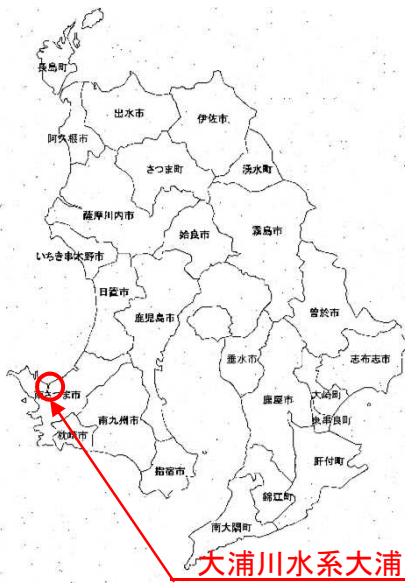 長島町
出水市
伊佐市
阿久根市
さつま町
湧水町
薩摩川内市
姶良市
霧島市
いちき串木野市
日置市
鹿児島市
曽於市
垂水市
志布志市
鹿屋市
大崎町
南さつま市
東串良町
南九州市
枕崎市
肝付町
指宿市
錦江町
南大隅町
大浦川水系大浦